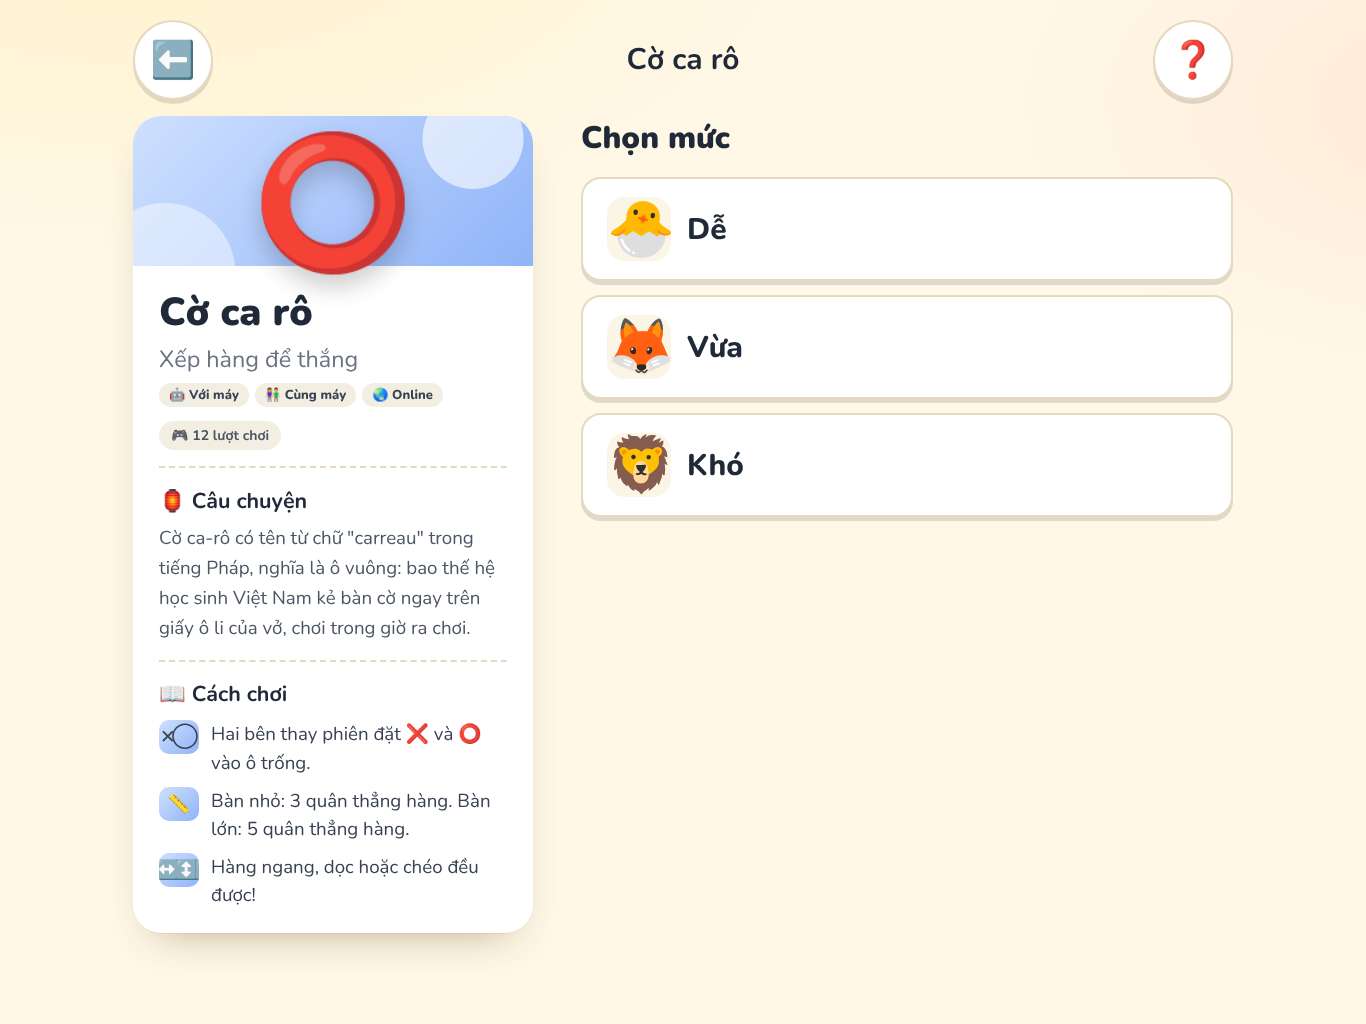 Cờ ca rô
Cờ ca rô
Xếp hàng để thắng
Với máy
Cùng máy
Online
12 lượt chơi
Câu chuyện
Cờ ca-rô có tên từ chữ "carreau" trong
tiếng Pháp, nghĩa là ô vuông: bao thế hệ
học sinh Việt Nam kẻ bàn cờ ngay trên
giấy ô li của vở, chơi trong giờ ra chơi.
Cách chơi
Hai bên thay phiên đặt ❌ và ⭕
vào ô trống.
Bàn nhỏ: 3 quân thẳng hàng. Bàn
lớn: 5 quân thẳng hàng.
Hàng ngang, dọc hoặc chéo đều
được!
Chọn mức
Dễ
Vừa
Khó